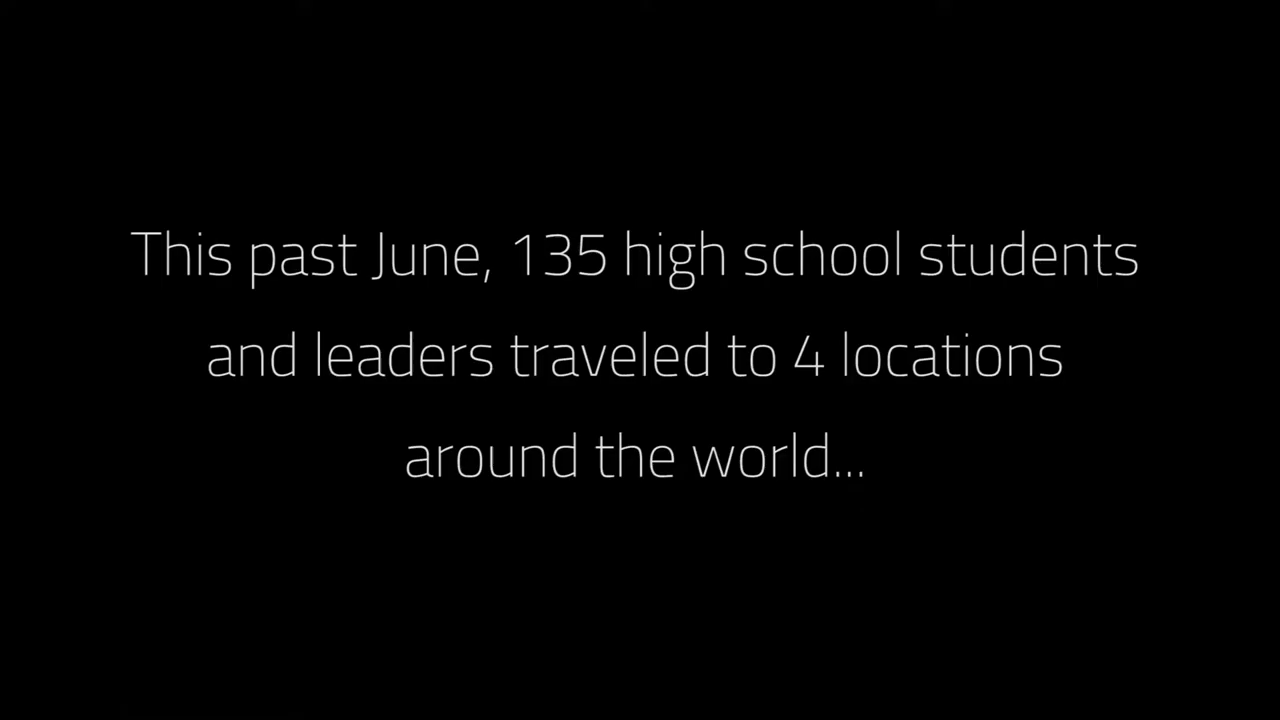 This past June, 135 high school students
and leaders traveled to 4 locations
around the world...